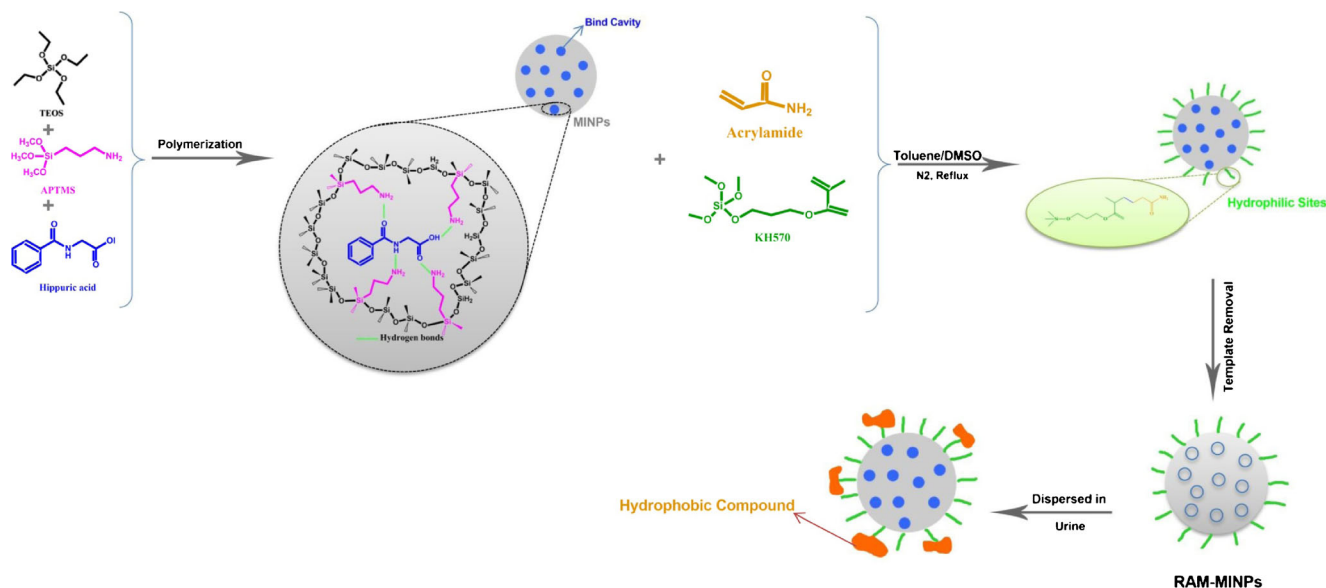 TEOS
+
H₃CO
H₃CO
H₃CO
Si
NH₂
APTMS
+
Hippuric acid
Polymerization
Bind Cavity
MINPs
Hydrogen bonds
+
O
NH₂
Acrylamide
KH570
Toluene/DMSO
N2, Reflux
Hydrophilic Sites
Template Removal
RAM-MINPs
Dispersed in
Urine
Hydrophobic Compound